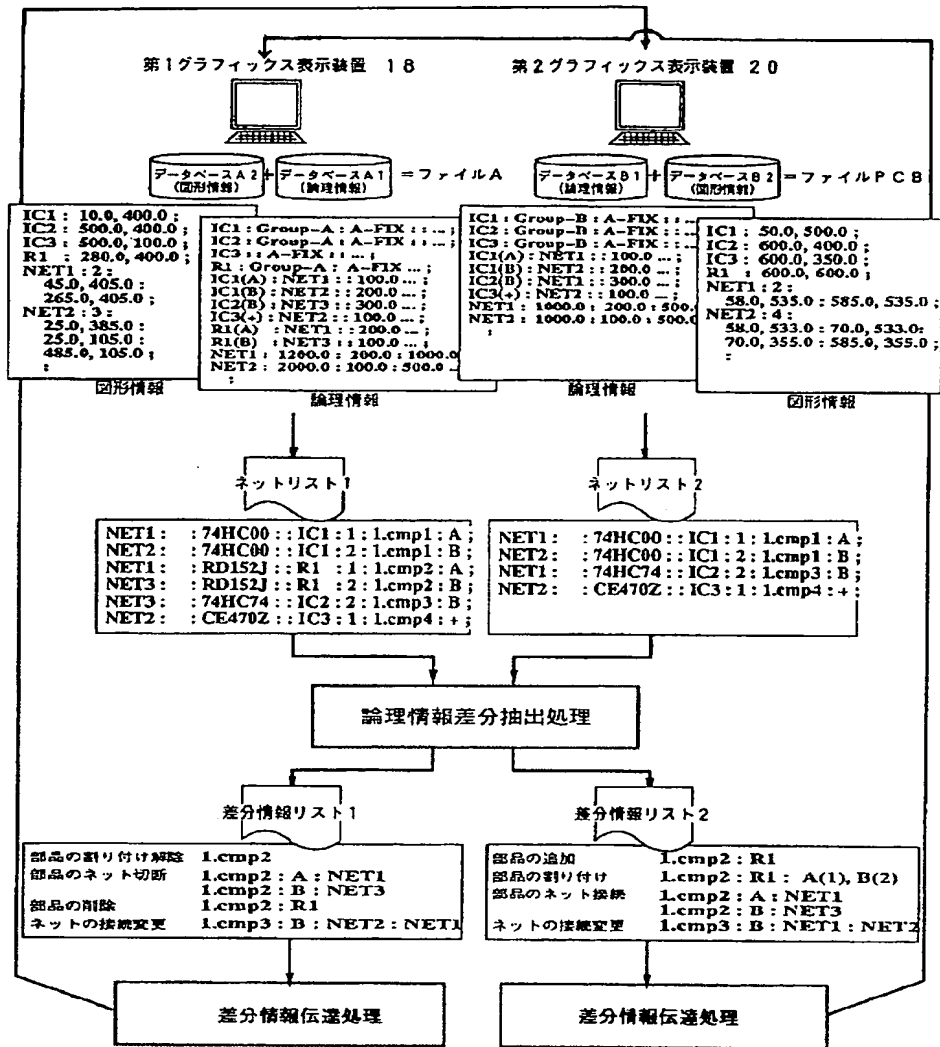 第1グラフィックス表示装置 18
第2グラフィックス表示装置 20
データベースA2
(図形情報)
+
データベースA1
(論理情報)
=ファイルA
データベースB1
(論理情報)
+
データベースB2
(図形情報)
=ファイルPCB
IC1 : 10.0, 400.0 ;
IC2 : 500.0, 400.0 ;
IC3 : 500.0, 100.0 ;
R1 : 280.0, 400.0 ;
NET1 : 2 :
45.0, 405.0 :
265.0, 405.0 ;
NET2 : 3 :
25.0, 385.0 :
25.0, 105.0 :
485.0, 105.0 ;
:
図形情報
IC1 : Group-A : A-FIX :: ... ;
IC2 : Group-A : A-FIX :: ... ;
IC3 :: A-FIX :: ... ;
R1 : Group-A : A-FIX ... ;
IC1(A) : NET1 : : 100.0 ... ;
IC1(B) : NET2 : : 200.0 ... ;
IC2(B) : NET3 : : 300.0 ... ;
IC3(+) : NET2 : : 100.0 ... ;
R1(A) : NET1 : : 200.0 ... ;
R1(B) : NET3 : : 100.0 ... ;
NET1 : 1200.0 : 200.0 : 1000.0
NET2 : 2000.0 : 100.0 : 500.0 ...
:
論理情報
IC1 : Group-B : A-FIX :: ... ;
IC2 : Group-B : A-FIX :: ... ;
IC3 : Group-B : A-FIX :: ... ;
IC1(A) : NET1 : : 100.0 ... ;
IC1(B) : NET2 : : 200.0 ... ;
IC2(B) : NET1 : : 300.0 ... ;
IC3(+) : NET2 : : 100.0 ... ;
NET1 : 1000.0 : 200.0 : 500.0
NET2 : 1000.0 : 100.0 : 500.0
:
論理情報
IC1 : 50.0, 500.0 ;
IC2 : 600.0, 400.0 ;
IC3 : 600.0, 350.0 ;
R1 : 600.0, 600.0 ;
NET1 : 2 :
58.0, 535.0 : 585.0, 535.0 ;
NET2 : 4 :
58.0, 533.0 : 70.0, 533.0:
70.0, 355.0 : 585.0, 355.0 ;
:
図形情報
ネットリスト1
ネットリスト2
NET1: : 74HC00 : : IC1 : 1 : 1.cmp1 : A ;
NET2: : 74HC00 : : IC1 : 2 : 1.cmp1 : B ;
NET1: : RD152J : : R1 : 1 : 1.cmp2 : A ;
NET3: : RD152J : : R1 : 2 : 1.cmp2 : B ;
NET3: : 74HC74 : : IC2 : 2 : 1.cmp3 : B ;
NET2: : CE470Z : : IC3 : 1 : 1.cmp4 : + ;
NET1: : 74HC00 : : IC1 : 1 : 1.cmp1 : A ;
NET2: : 74HC00 : : IC1 : 2 : 1.cmp1 : B ;
NET1: : 74HC74 : : IC2 : 2 : 1.cmp3 : B ;
NET2: : CE470Z : : IC3 : 1 : 1.cmp4 : + ;
論理情報差分抽出処理
差分情報リスト1
差分情報リスト2
部品の割り付け解除 1.cmp2
部品のネット切断 1.cmp2 : A : NET1
1.cmp2 : B : NET3
部品の削除 1.cmp2 : R1
ネットの接続変更 1.cmp3 : B : NET2 : NET1
部品の追加 1.cmp2 : R1
部品の割り付け 1.cmp2 : R1 : A(1), B(2)
部品のネット接続 1.cmp2 : A : NET1
1.cmp2 : B : NET3
ネットの接続変更 1.cmp3 : B : NET1 : NET2
差分情報伝達処理
差分情報伝達処理